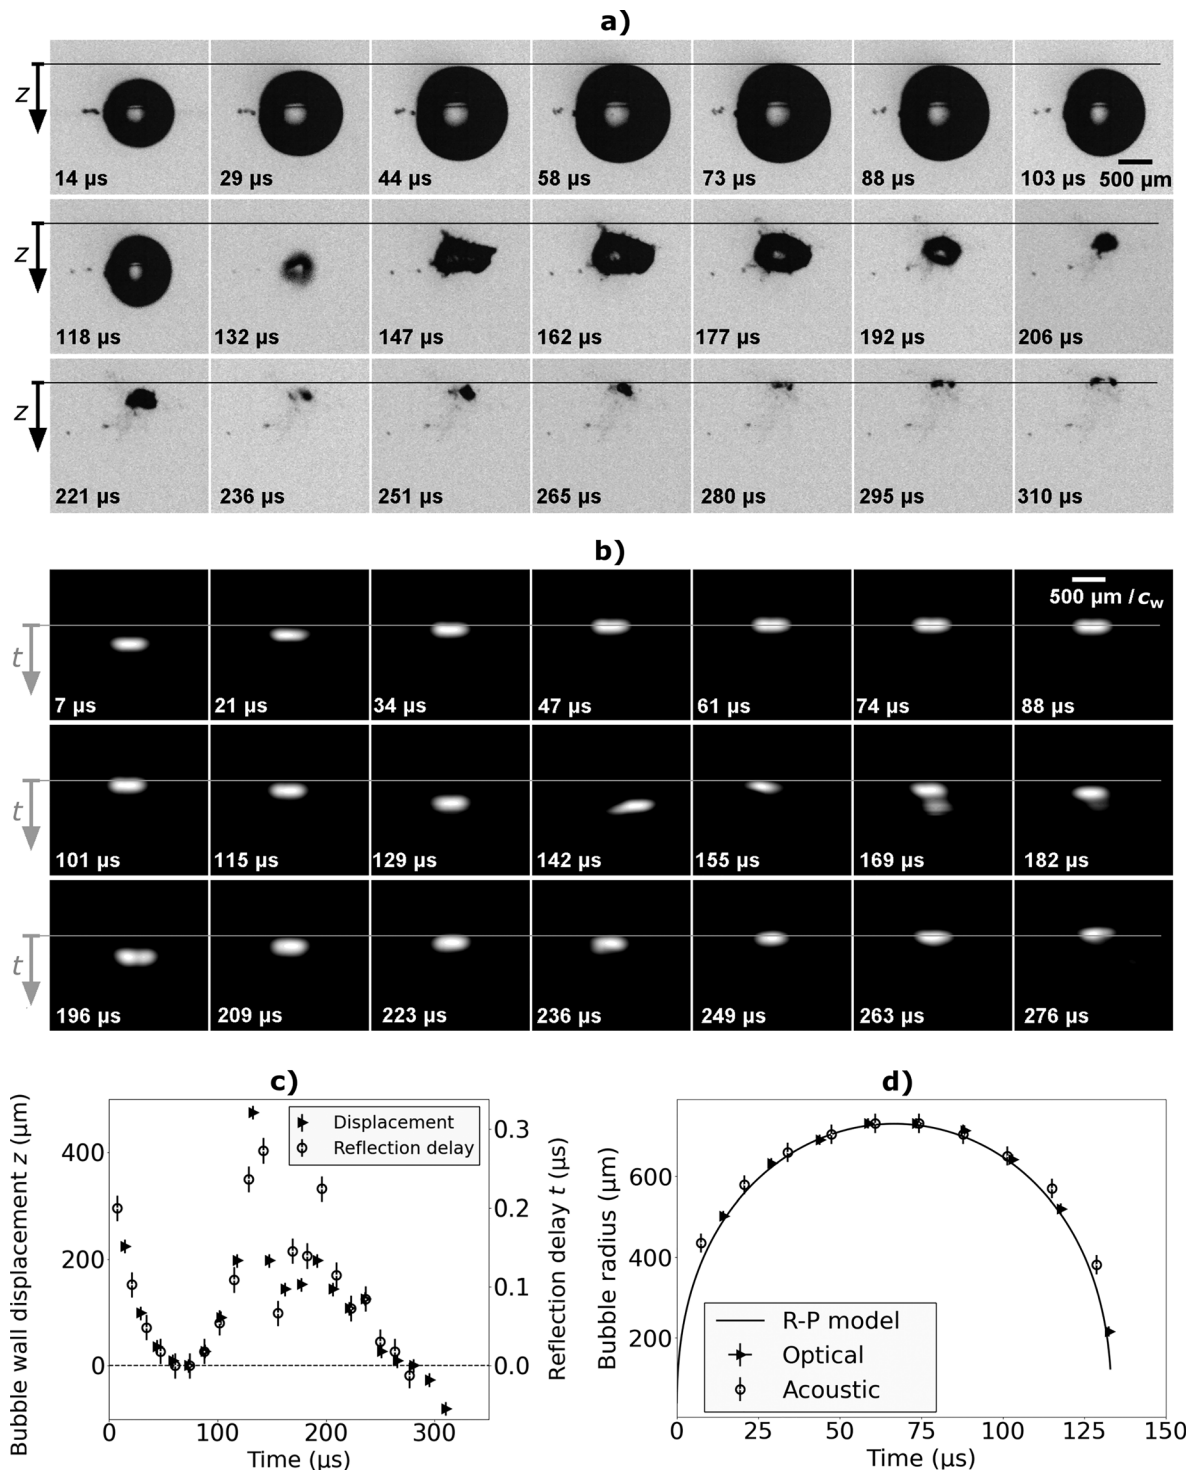 a)
z
14 µs 29 µs 44 µs 58 µs 73 µs 88 µs 103 µs 500 µm
z
118 µs 132 µs 147 µs 162 µs 177 µs 192 µs 206 µs
z
221 µs 236 µs 251 µs 265 µs 280 µs 295 µs 310 µs
b)
500 µm / cw
t
7 µs 21 µs 34 µs 47 µs 61 µs 74 µs 88 µs
t
101 µs 115 µs 129 µs 142 µs 155 µs 169 µs 182 µs
t
196 µs 209 µs 223 µs 236 µs 249 µs 263 µs 276 µs
c)
Bubble wall displacement z (µm)
400
200
0
Displacement
Reflection delay
0.3
0.2
0.1
0.0
Reflection delay t (µs)
0 100 200 300
Time (µs)
d)
Bubble radius (µm)
600
400
200
R-P model
Optical
Acoustic
0 25 50 75 100 125 150
Time (µs)